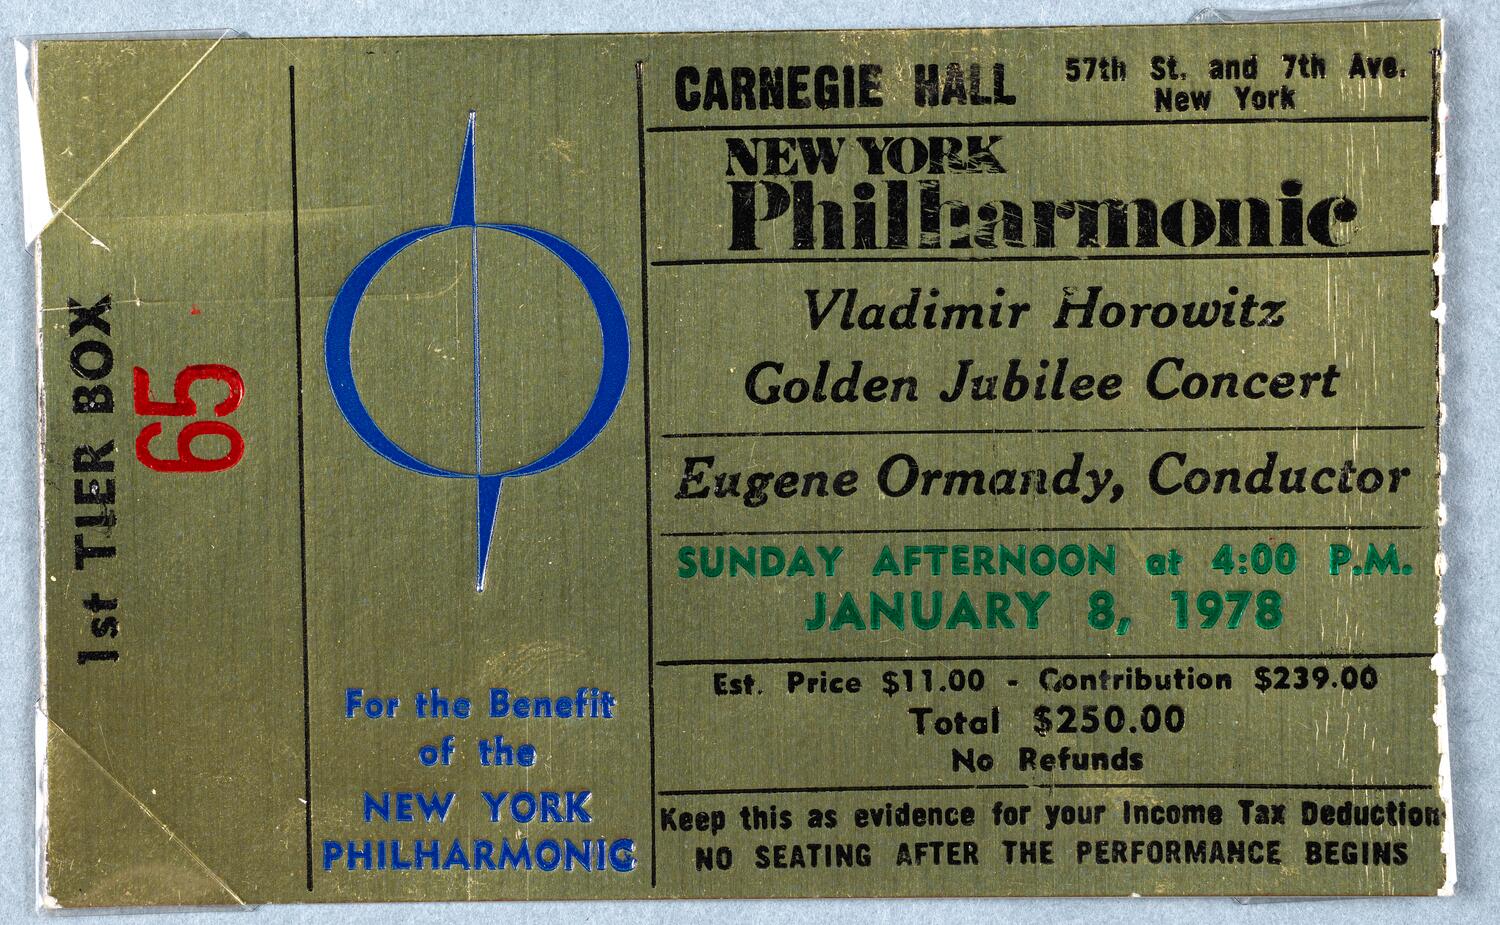 1st TIER BOX
65
For the Benefit
of the
NEW YORK
PHILHARMONIC
CARNEGIE HALL
57th St. and 7th Ave.
New York
NEW YORK
Philharmonic
Vladimir Horowitz
Golden Jubilee Concert
Eugene Ormandy, Conductor
SUNDAY AFTERNOON at 4:00 P.M.
JANUARY 8, 1978
Est. Price $11.00 - Contribution $239.00
Total $250.00
No Refunds
Keep this as evidence for your Income Tax Deduction
NO SEATING AFTER THE PERFORMANCE BEGINS